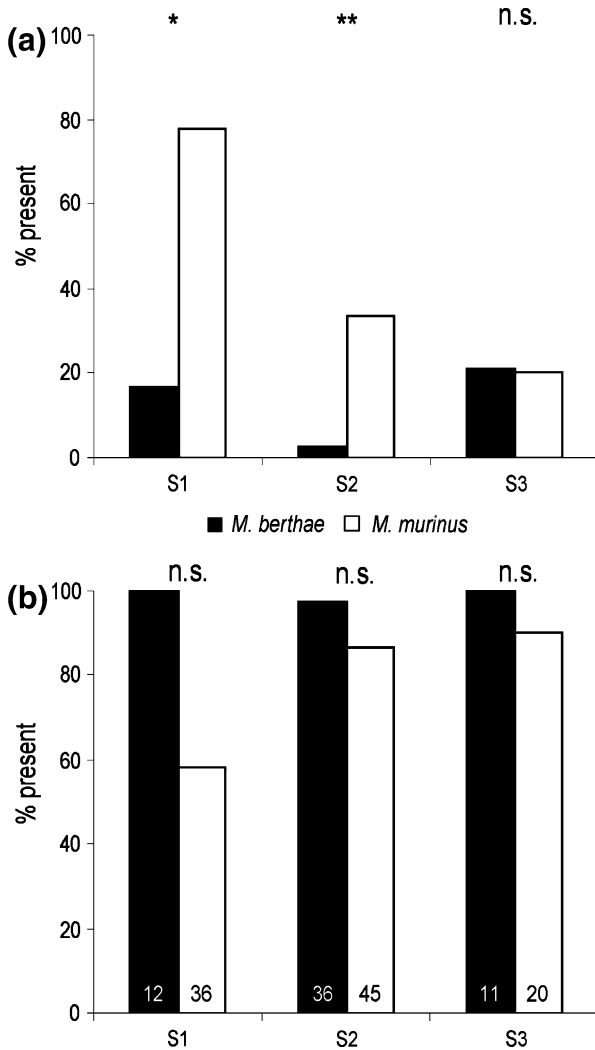 (a)
* ** n.s.
100
80
60
40
20
0
% present
S1 S2 S3
M. berthae M. murinus
(b)
n.s. n.s. n.s.
100
80
60
40
20
0
% present
12 36 36 45 11 20
S1 S2 S3